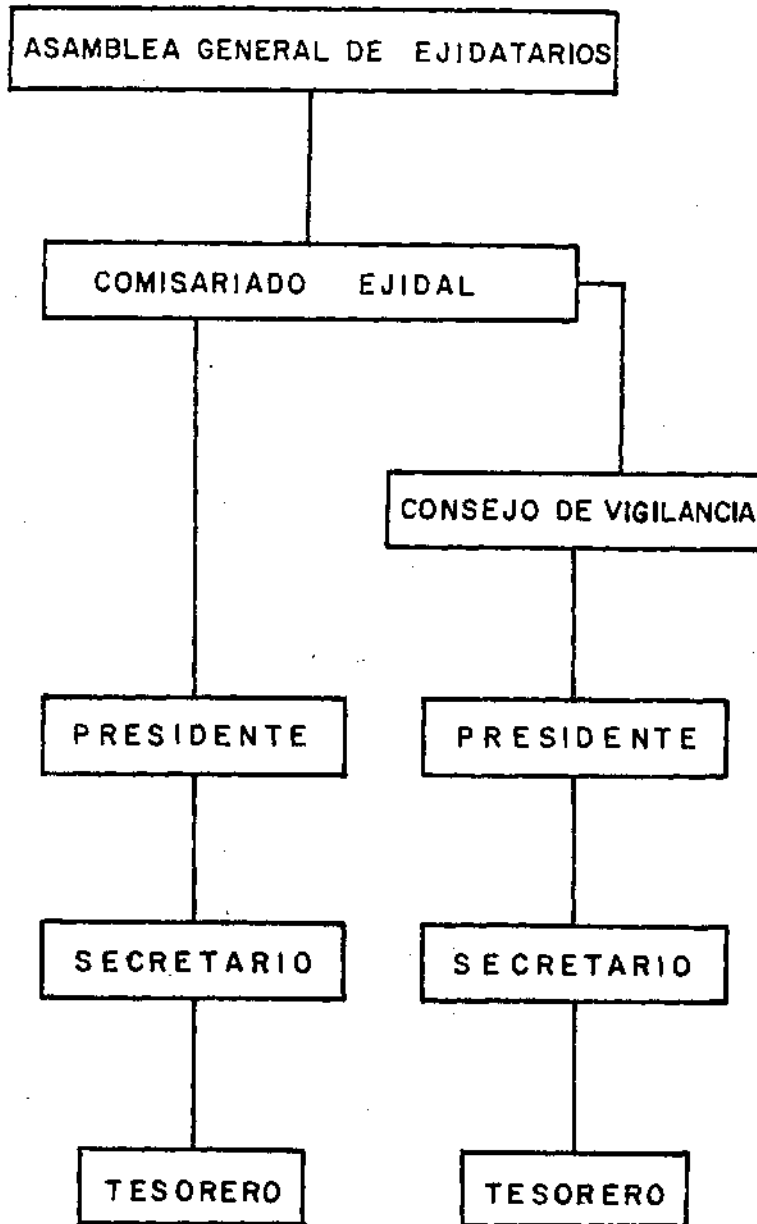 ASAMBLEA GENERAL DE EJIDATARIOS
COMISARIADO EJIDAL
CONSEJO DE VIGILANCIA
PRESIDENTE
PRESIDENTE
SECRETARIO
SECRETARIO
TESORERO
TESORERO